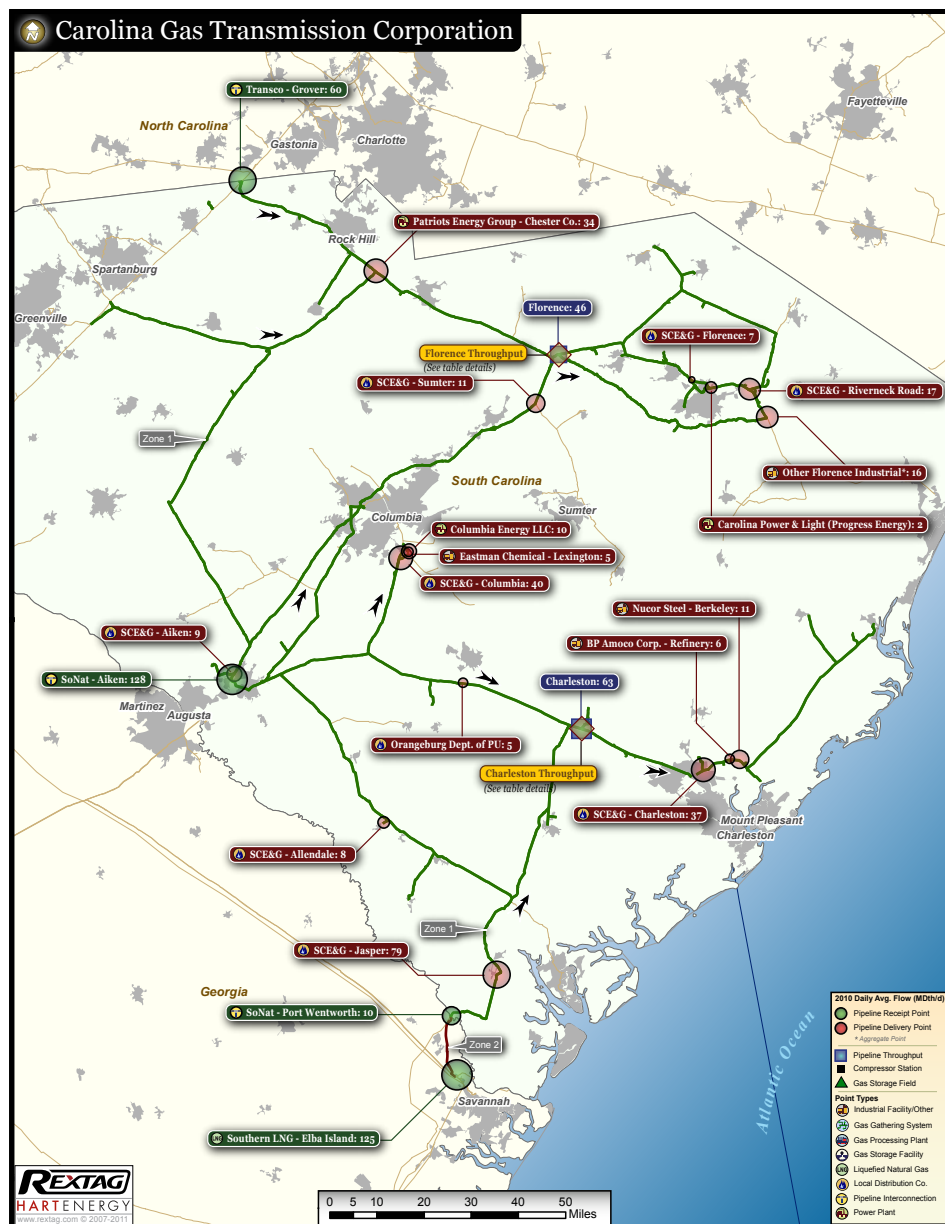 Carolina Gas Transmission Corporation
Transco - Grover: 60
Fayetteville
North Carolina
Gastonia
Charlotte
Patriots Energy Group - Chester Co.: 34
Rock Hill
Spartanburg
Greenville
Florence: 46
SCE&G - Florence: 7
Florence Throughput
(See table details)
SCE&G - Sumter: 11
SCE&G - Riverneck Road: 17
Zone 1
Other Florence Industrial*: 16
South Carolina
Sumter
Columbia
Carolina Power & Light (Progress Energy): 2
Columbia Energy LLC: 10
Eastman Chemical - Lexington: 5
SCE&G - Columbia: 40
Nucor Steel - Berkeley: 11
SCE&G - Aiken: 9
BP Amoco Corp. - Refinery: 6
SoNat - Aiken: 128
Charleston: 63
Martinez
Augusta
Orangeburg Dept. of PU: 5
Charleston Throughput
(See table details)
SCE&G - Charleston: 37
Mount Pleasant
Charleston
SCE&G - Allendale: 8
Zone 1
SCE&G - Jasper: 79
Georgia
SoNat - Port Wentworth: 10
Zone 2
Savannah
Southern LNG - Elba Island: 125
Atlantic Ocean
2010 Daily Avg. Flow (MDth/d)
Pipeline Receipt Point
Pipeline Delivery Point
* Aggregate Point
Pipeline Throughput
Compressor Station
Gas Storage Field
Point Types
Industrial Facility/Other
Gas Gathering System
Gas Processing Plant
Gas Storage Facility
LNG Liquefied Natural Gas
Local Distribution Co.
Pipeline Interconnection
Power Plant
REXTAG
HARTENERGY
www.rextag.com © 2007-2011
0 5 10 20 30 40 50
Miles